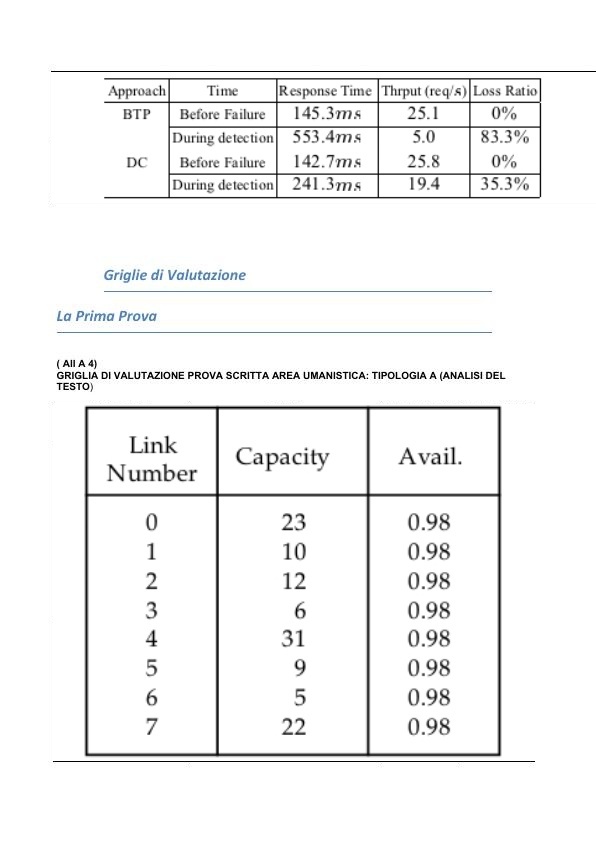 Approach Time Response Time Thrput (req/s) Loss Ratio
BTP Before Failure 145.3ms 25.1 0%
During detection 553.4ms 5.0 83.3%
DC Before Failure 142.7ms 25.8 0%
During detection 241.3ms 19.4 35.3%
Griglie di Valutazione
La Prima Prova
( All A 4)
GRIGLIA DI VALUTAZIONE PROVA SCRITTA AREA UMANISTICA: TIPOLOGIA A (ANALISI DEL
TESTO)
Link
Number Capacity Avail.
0 23 0.98
1 10 0.98
2 12 0.98
3 6 0.98
4 31 0.98
5 9 0.98
6 5 0.98
7 22 0.98